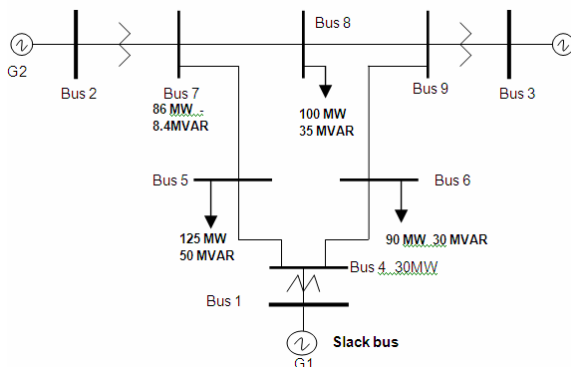 Bus 8
G2
Bus 2
Bus 7
Bus 9
Bus 3
86 MW -
8.4MVAR
100 MW
35 MVAR
Bus 5
Bus 6
125 MW
50 MVAR
90 MW 30 MVAR
Bus 4 30MW
Bus 1
Slack bus
G1